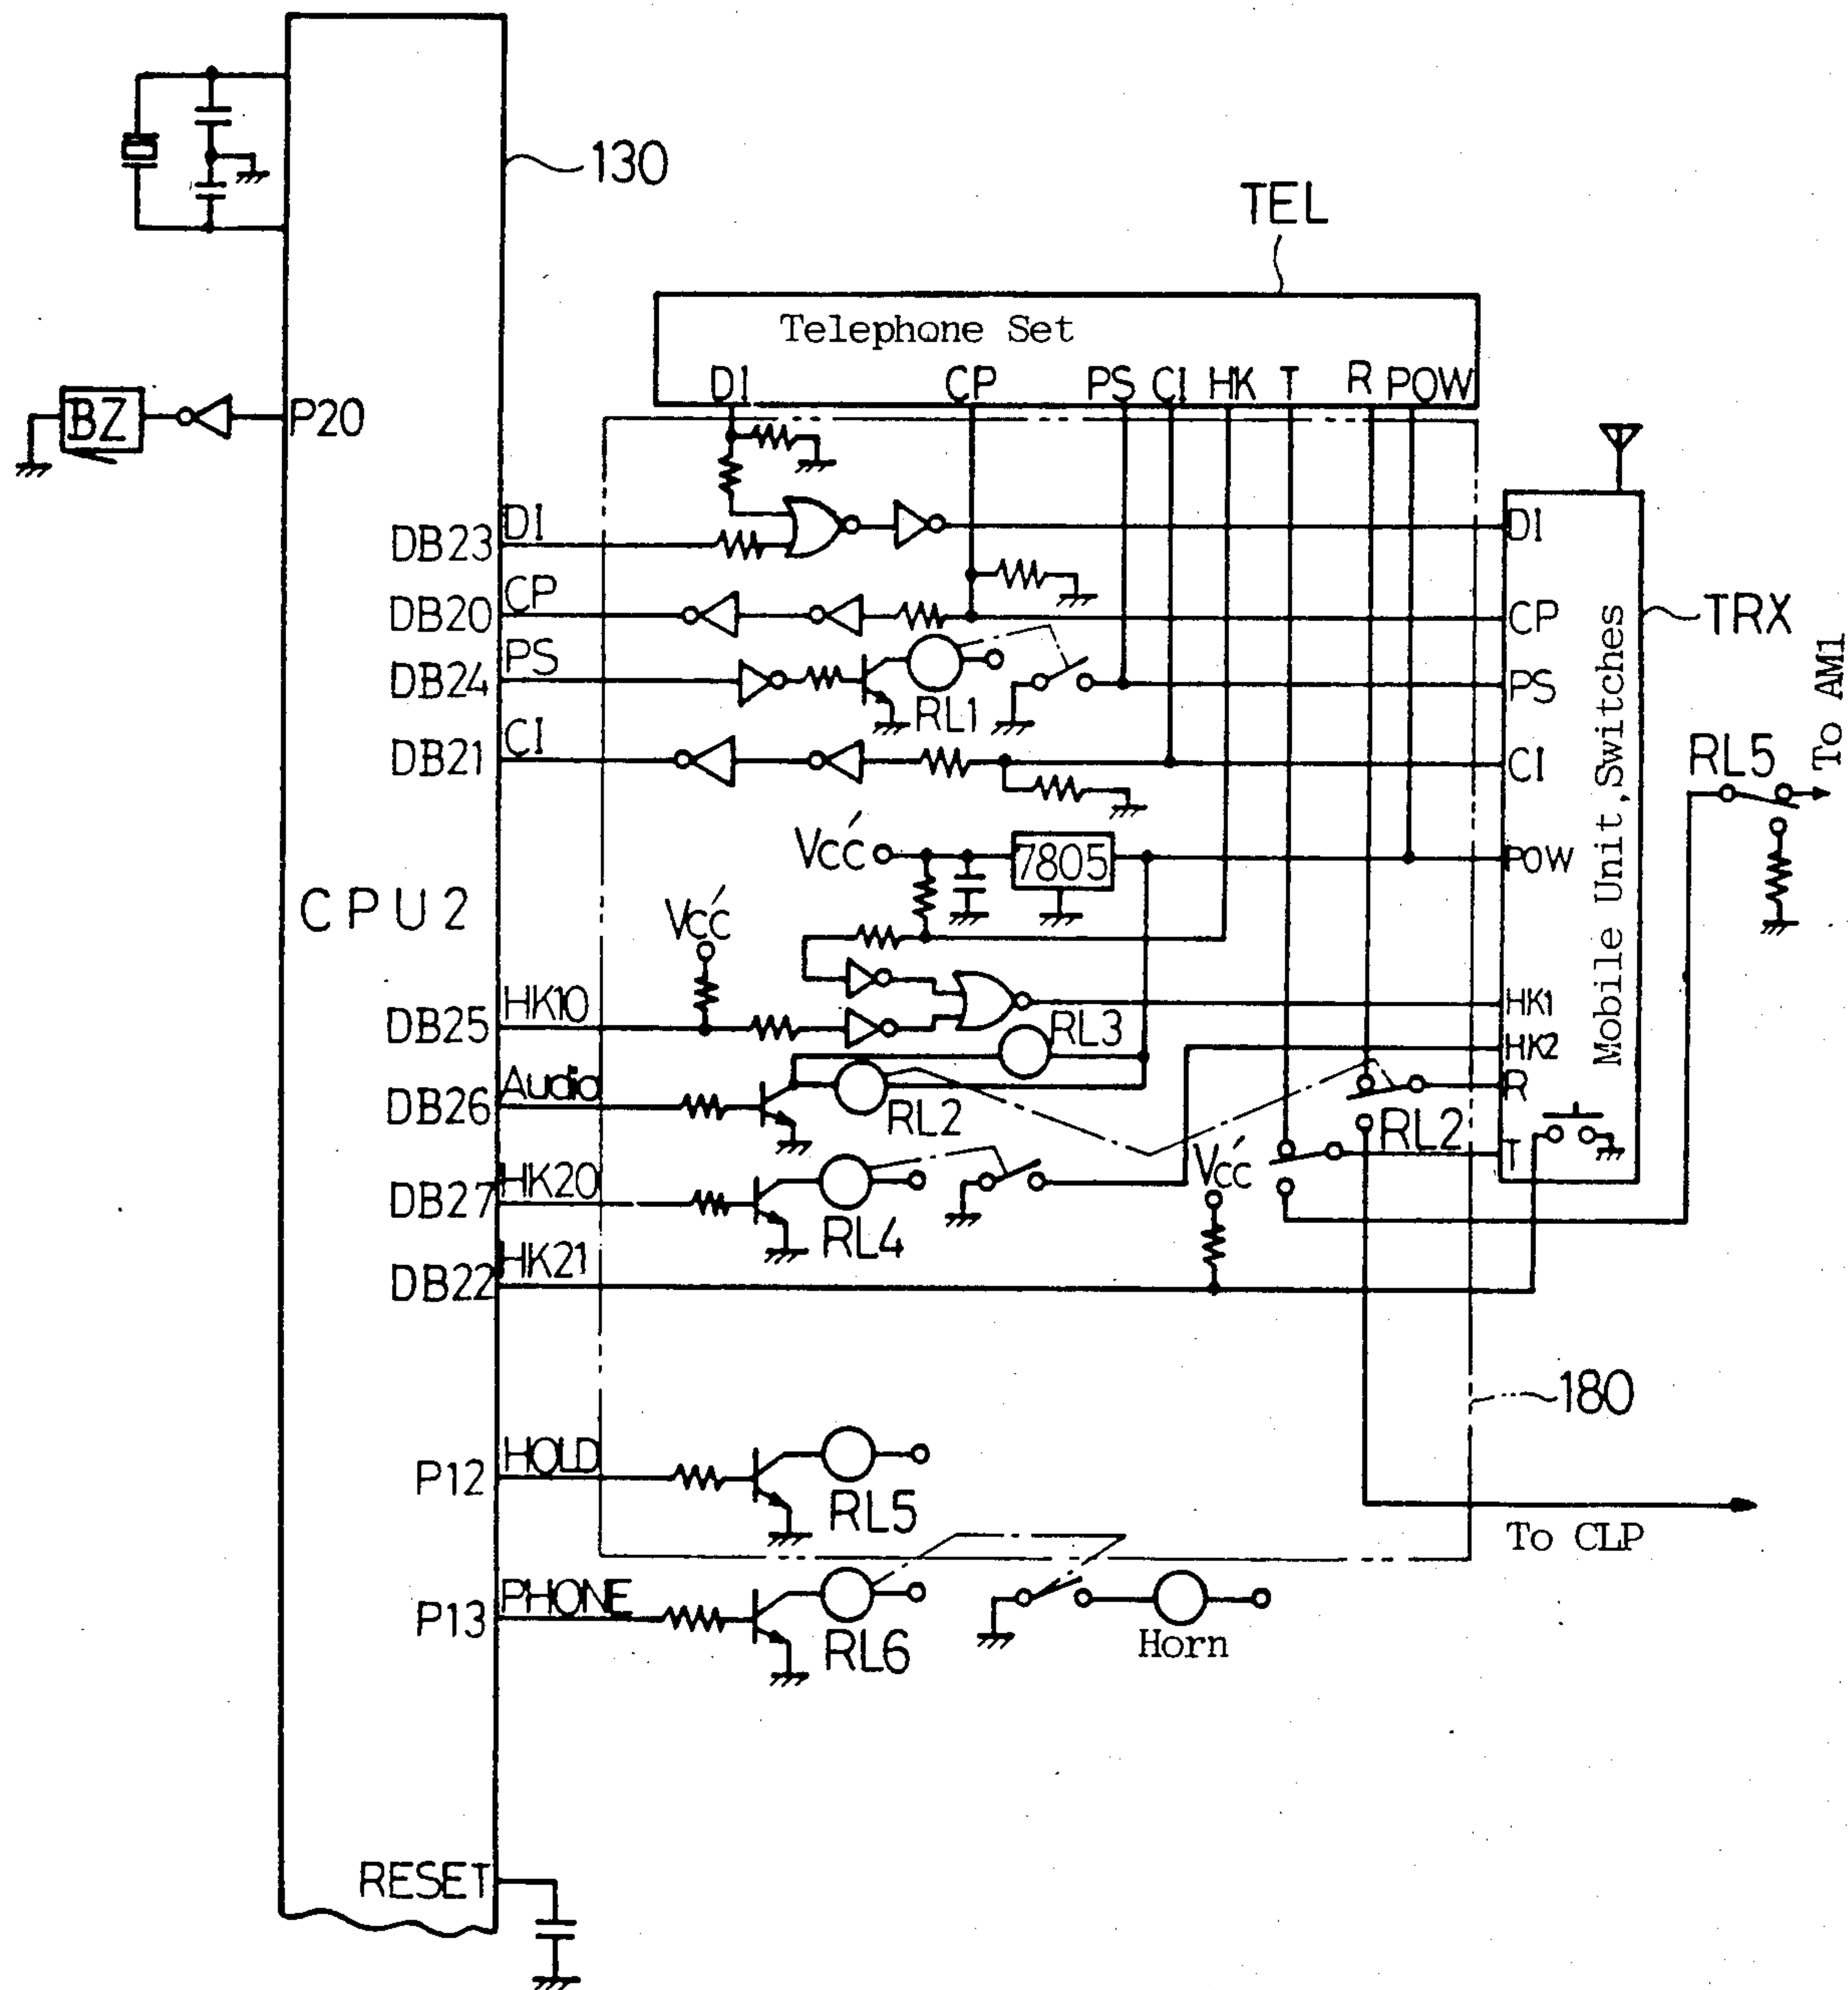 130
TEL
Telephone Set
DI CP PS CI HK T R POW
BZ
P20
DB23 DI
DI
DB20 CP
CP
TRX
DB24 PS
RL1
PS
To AM1
DB21 CI
CI
RL5
Mobile Unit, Switches
Vcc'
7805
POW
CPU2
Vcc'
DB25 HK10
HK1
RL3
HK2
DB26 Audio
RL2
R
RL2
T
Vcc'
DB27 HK20
RL4
DB22 HK21
180
P12 HOLD
RL5
To CLP
P13 PHONE
RL6
Horn
RESET